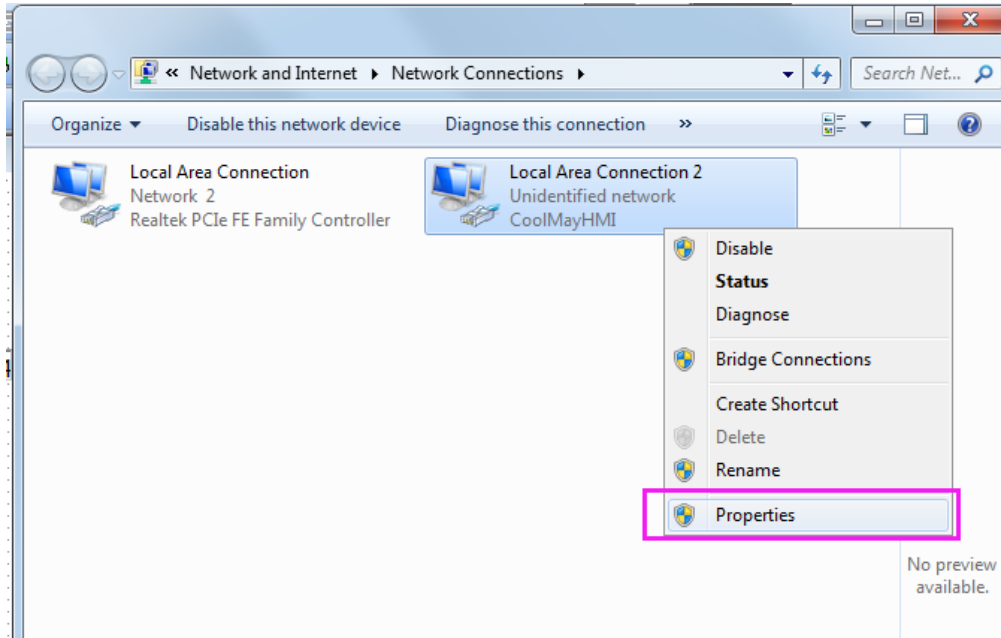 « Network and Internet ▸ Network Connections ▸
Search Net...
Organize ▾ Disable this network device Diagnose this connection »
Local Area Connection
Network 2
Realtek PCIe FE Family Controller
Local Area Connection 2
Unidentified network
CoolMayHMI
Disable
Status
Diagnose
Bridge Connections
Create Shortcut
Delete
Rename
Properties
No preview
available.